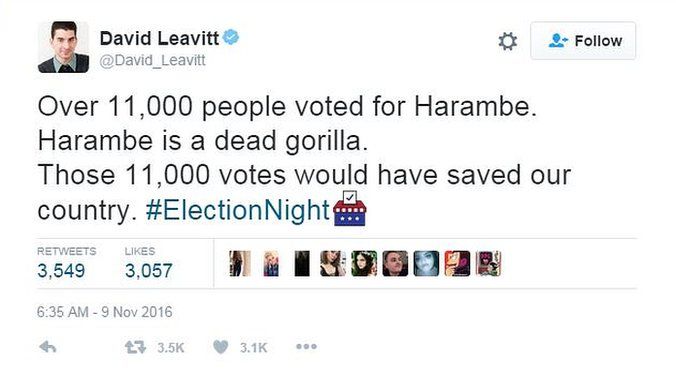 David Leavitt
@David_Leavitt
Follow
Over 11,000 people voted for Harambe.
Harambe is a dead gorilla.
Those 11,000 votes would have saved our
country. #ElectionNight
RETWEETS LIKES
3,549 3,057
6:35 AM - 9 Nov 2016
3.5K 3.1K